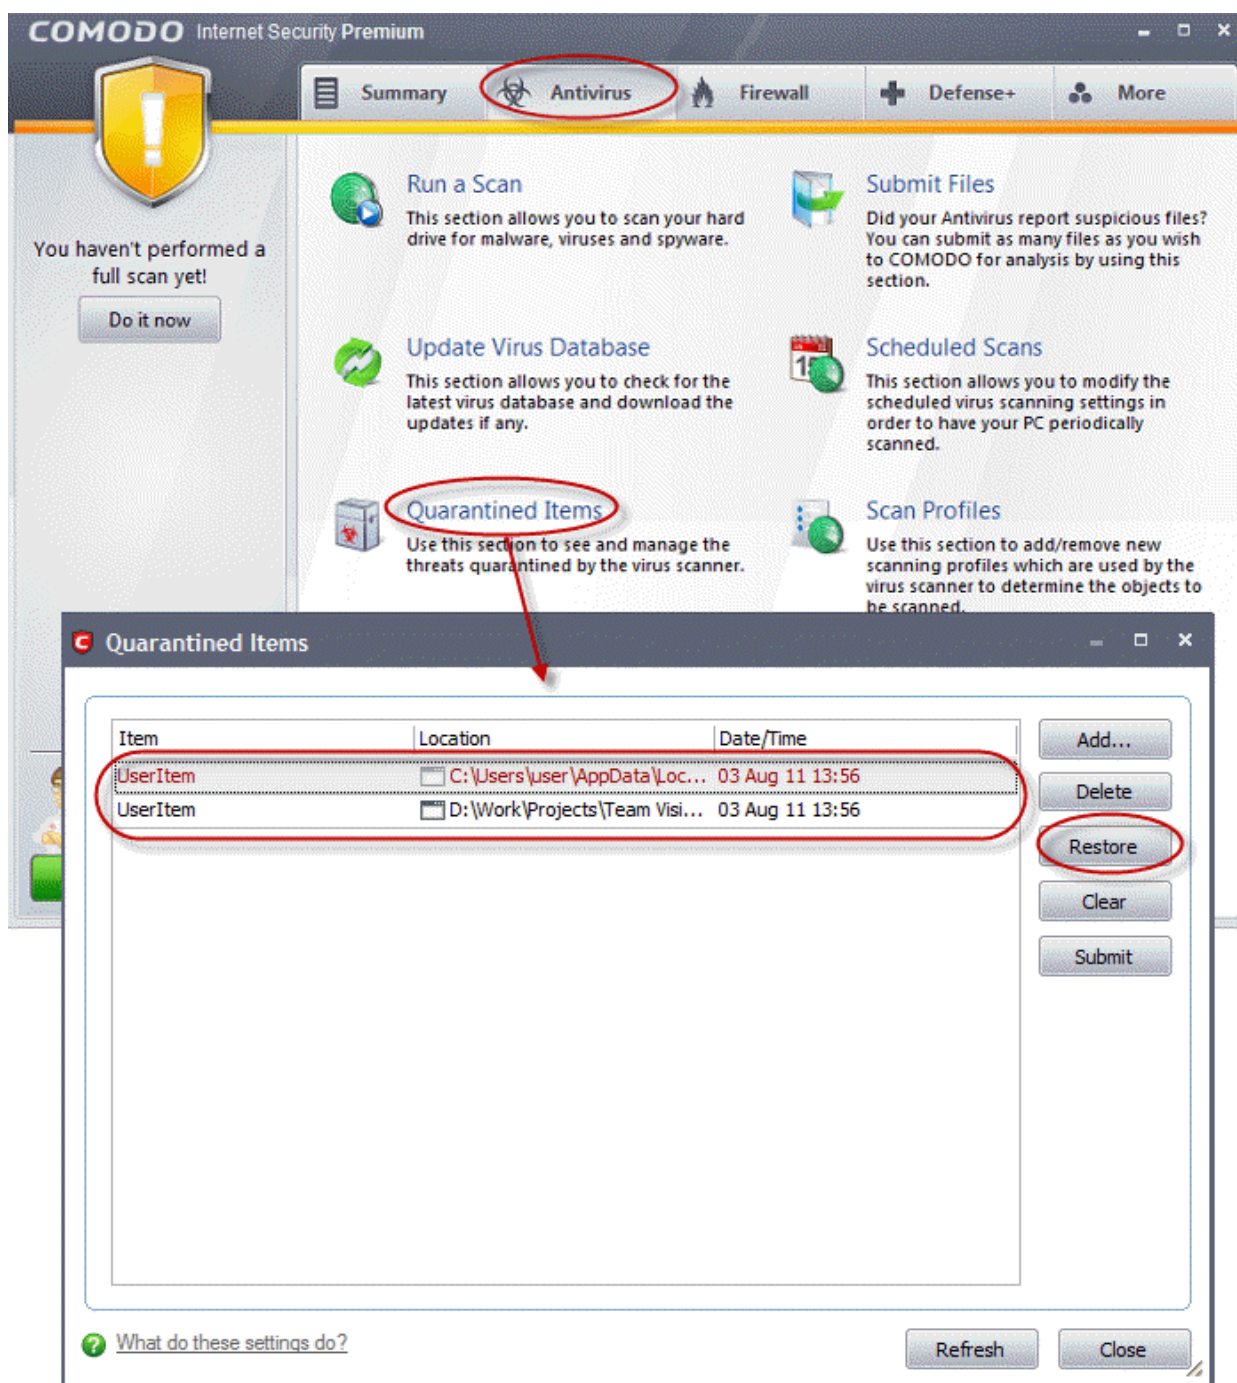 COMODO Internet Security Premium
Summary
Antivirus
Firewall
Defense+
More
You haven't performed a
full scan yet!
Do it now
Run a Scan
This section allows you to scan your hard
drive for malware, viruses and spyware.
Submit Files
Did your Antivirus report suspicious files?
You can submit as many files as you wish
to COMODO for analysis by using this
section.
Update Virus Database
This section allows you to check for the
latest virus database and download the
updates if any.
Scheduled Scans
This section allows you to modify the
scheduled virus scanning settings in
order to have your PC periodically
scanned.
Quarantined Items
Use this section to see and manage the
threats quarantined by the virus scanner.
Scan Profiles
Use this section to add/remove new
scanning profiles which are used by the
virus scanner to determine the objects to
be scanned.
Quarantined Items
Item Location Date/Time
UserItem C:\Users\user\AppData\Loc... 03 Aug 11 13:56
UserItem D:\Work\Projects\Team Visi... 03 Aug 11 13:56
Add...
Delete
Restore
Clear
Submit
What do these settings do?
Refresh
Close